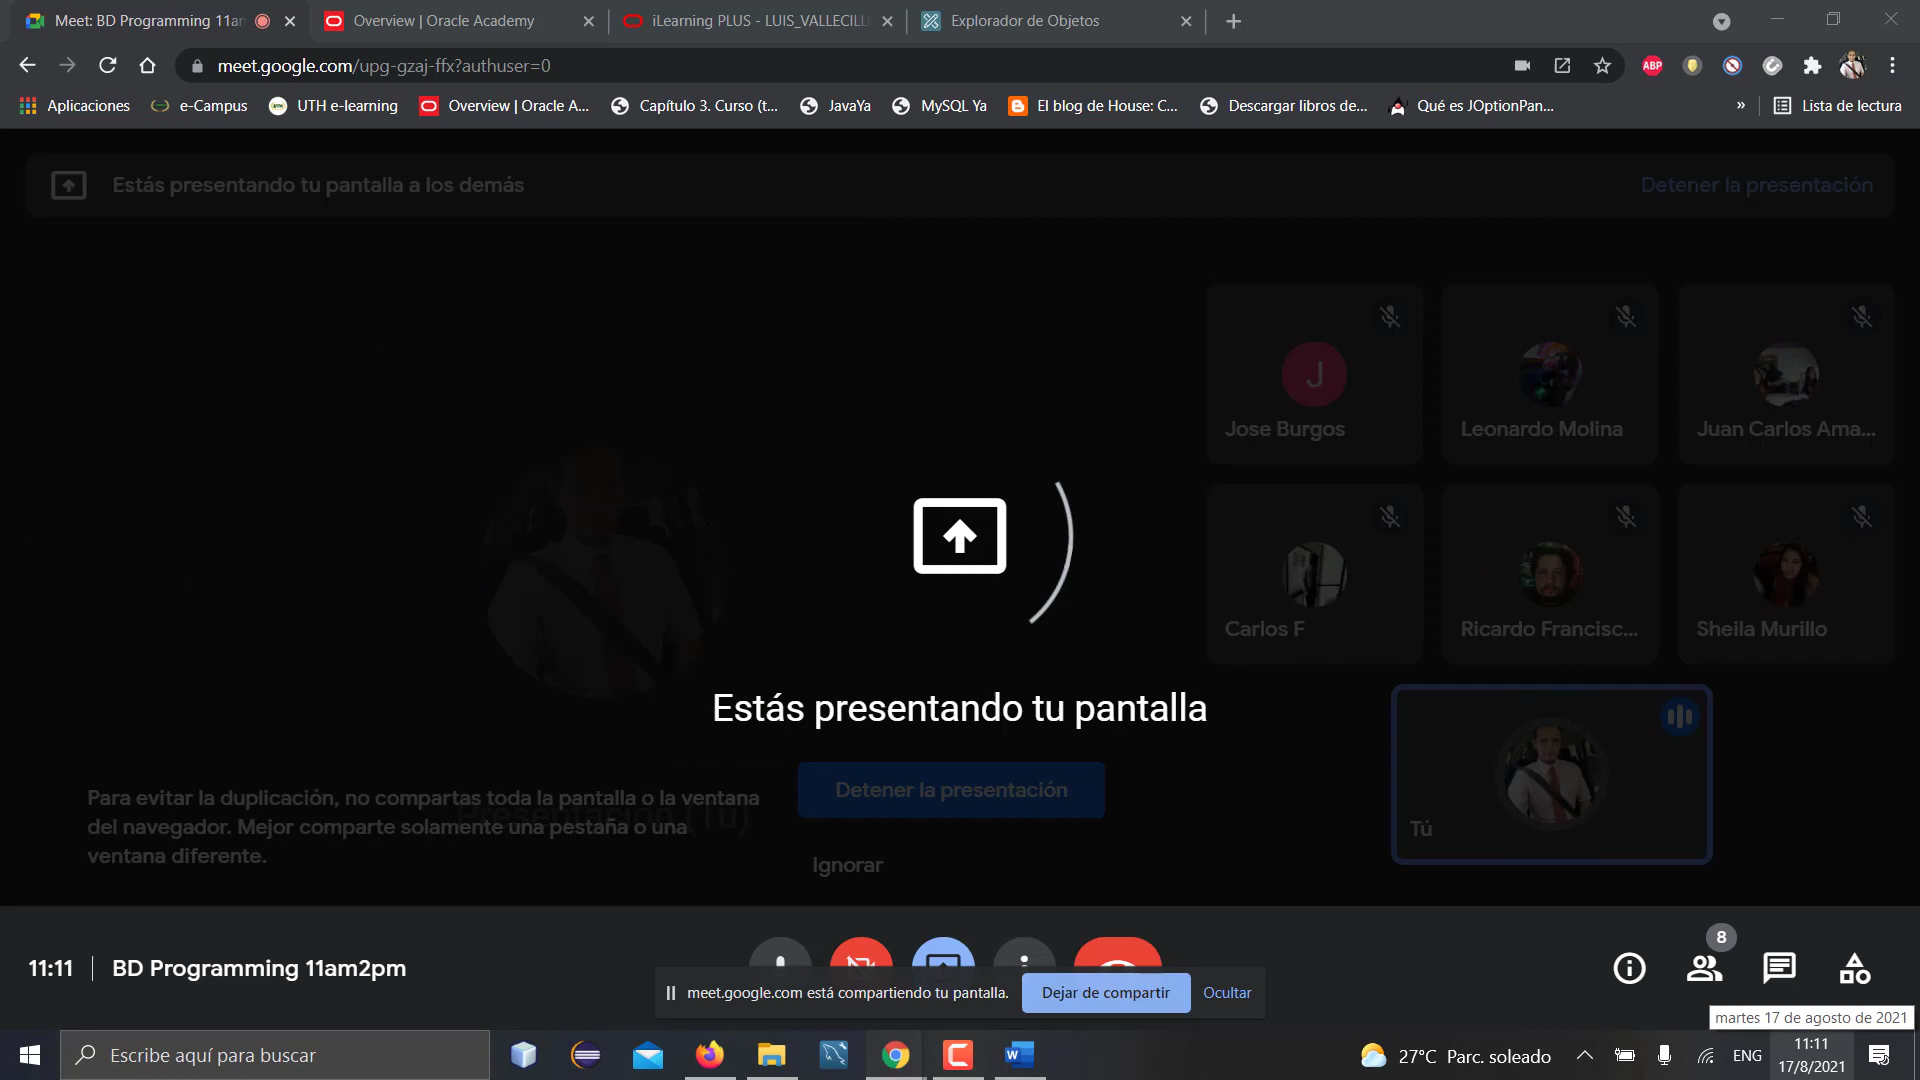 Meet: BD Programming 11am
Overview | Oracle Academy
iLearning PLUS - LUIS_VALLECILL
Explorador de Objetos
meet.google.com/upg-gzaj-ffx?authuser=0
ABP
Aplicaciones
e-Campus
UTH e-learning
Overview | Oracle A...
Capítulo 3. Curso (t...
JavaYa
MySQL Ya
El blog de House: C...
Descargar libros de...
Qué es JOptionPan...
»
Lista de lectura
Estás presentando tu pantalla a los demás
Detener la presentación
J
Jose Burgos
Leonardo Molina
Juan Carlos Ama...
Carlos F
Ricardo Francisc...
Sheila Murillo
Estás presentando tu pantalla
Detener la presentación
Ignorar
Para evitar la duplicación, no compartas toda la pantalla o la ventana
del navegador. Mejor comparte solamente una pestaña o una
ventana diferente.
Presentación (Tú)
Tú
11:11
BD Programming 11am2pm
8
meet.google.com está compartiendo tu pantalla.
Dejar de compartir
Ocultar
martes 17 de agosto de 2021
Escribe aquí para buscar
27°C Parc. soleado
ENG
11:11
17/8/2021